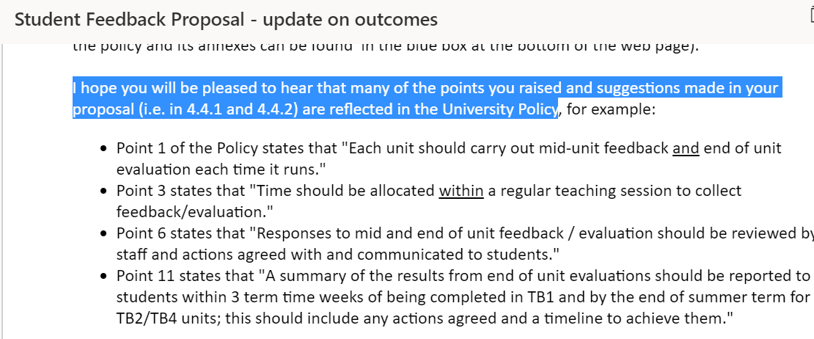 Student Feedback Proposal - update on outcomes
the policy and its annexes can be found in the blue box at the bottom of the web page).
I hope you will be pleased to hear that many of the points you raised and suggestions made in your
proposal (i.e. in 4.4.1 and 4.4.2) are reflected in the University Policy, for example:
• Point 1 of the Policy states that "Each unit should carry out mid-unit feedback and end of unit
evaluation each time it runs."
• Point 3 states that "Time should be allocated within a regular teaching session to collect
feedback/evaluation."
• Point 6 states that "Responses to mid and end of unit feedback / evaluation should be reviewed by
staff and actions agreed with and communicated to students."
• Point 11 states that "A summary of the results from end of unit evaluations should be reported to
students within 3 term time weeks of being completed in TB1 and by the end of summer term for
TB2/TB4 units; this should include any actions agreed and a timeline to achieve them."